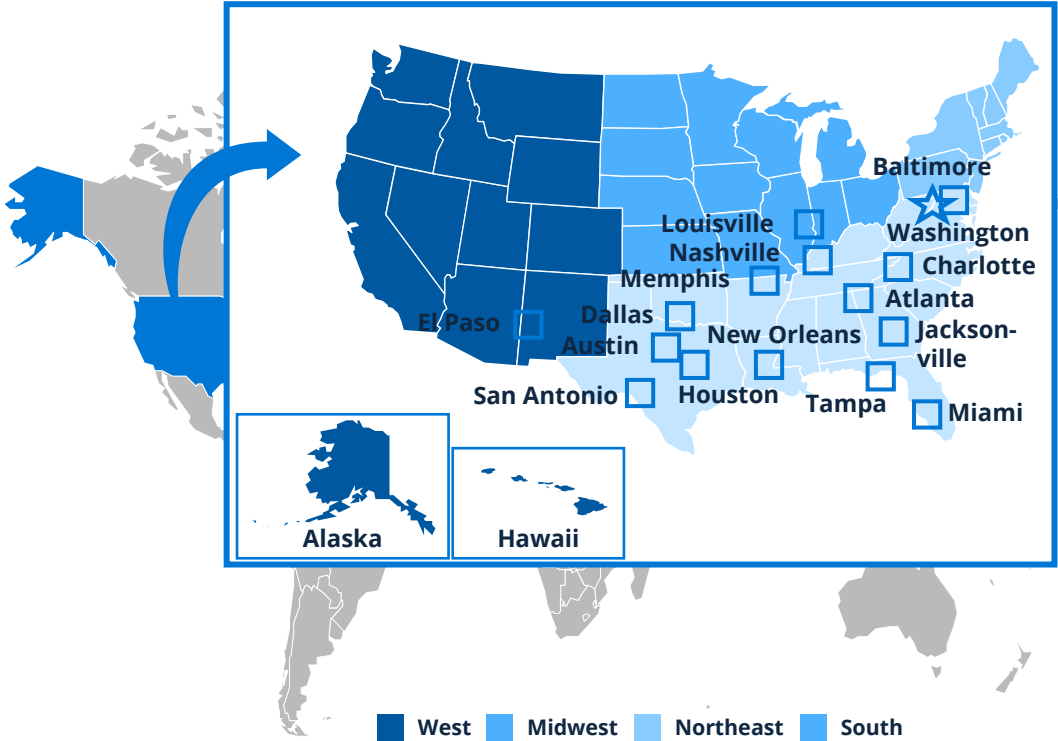 Baltimore
Louisville
Washington
Nashville
Charlotte
Memphis
Atlanta
El Paso
Dallas
Austin
New Orleans
Jackson-
ville
San Antonio
Houston
Tampa
Miami
Alaska
Hawaii
West
Midwest
Northeast
South